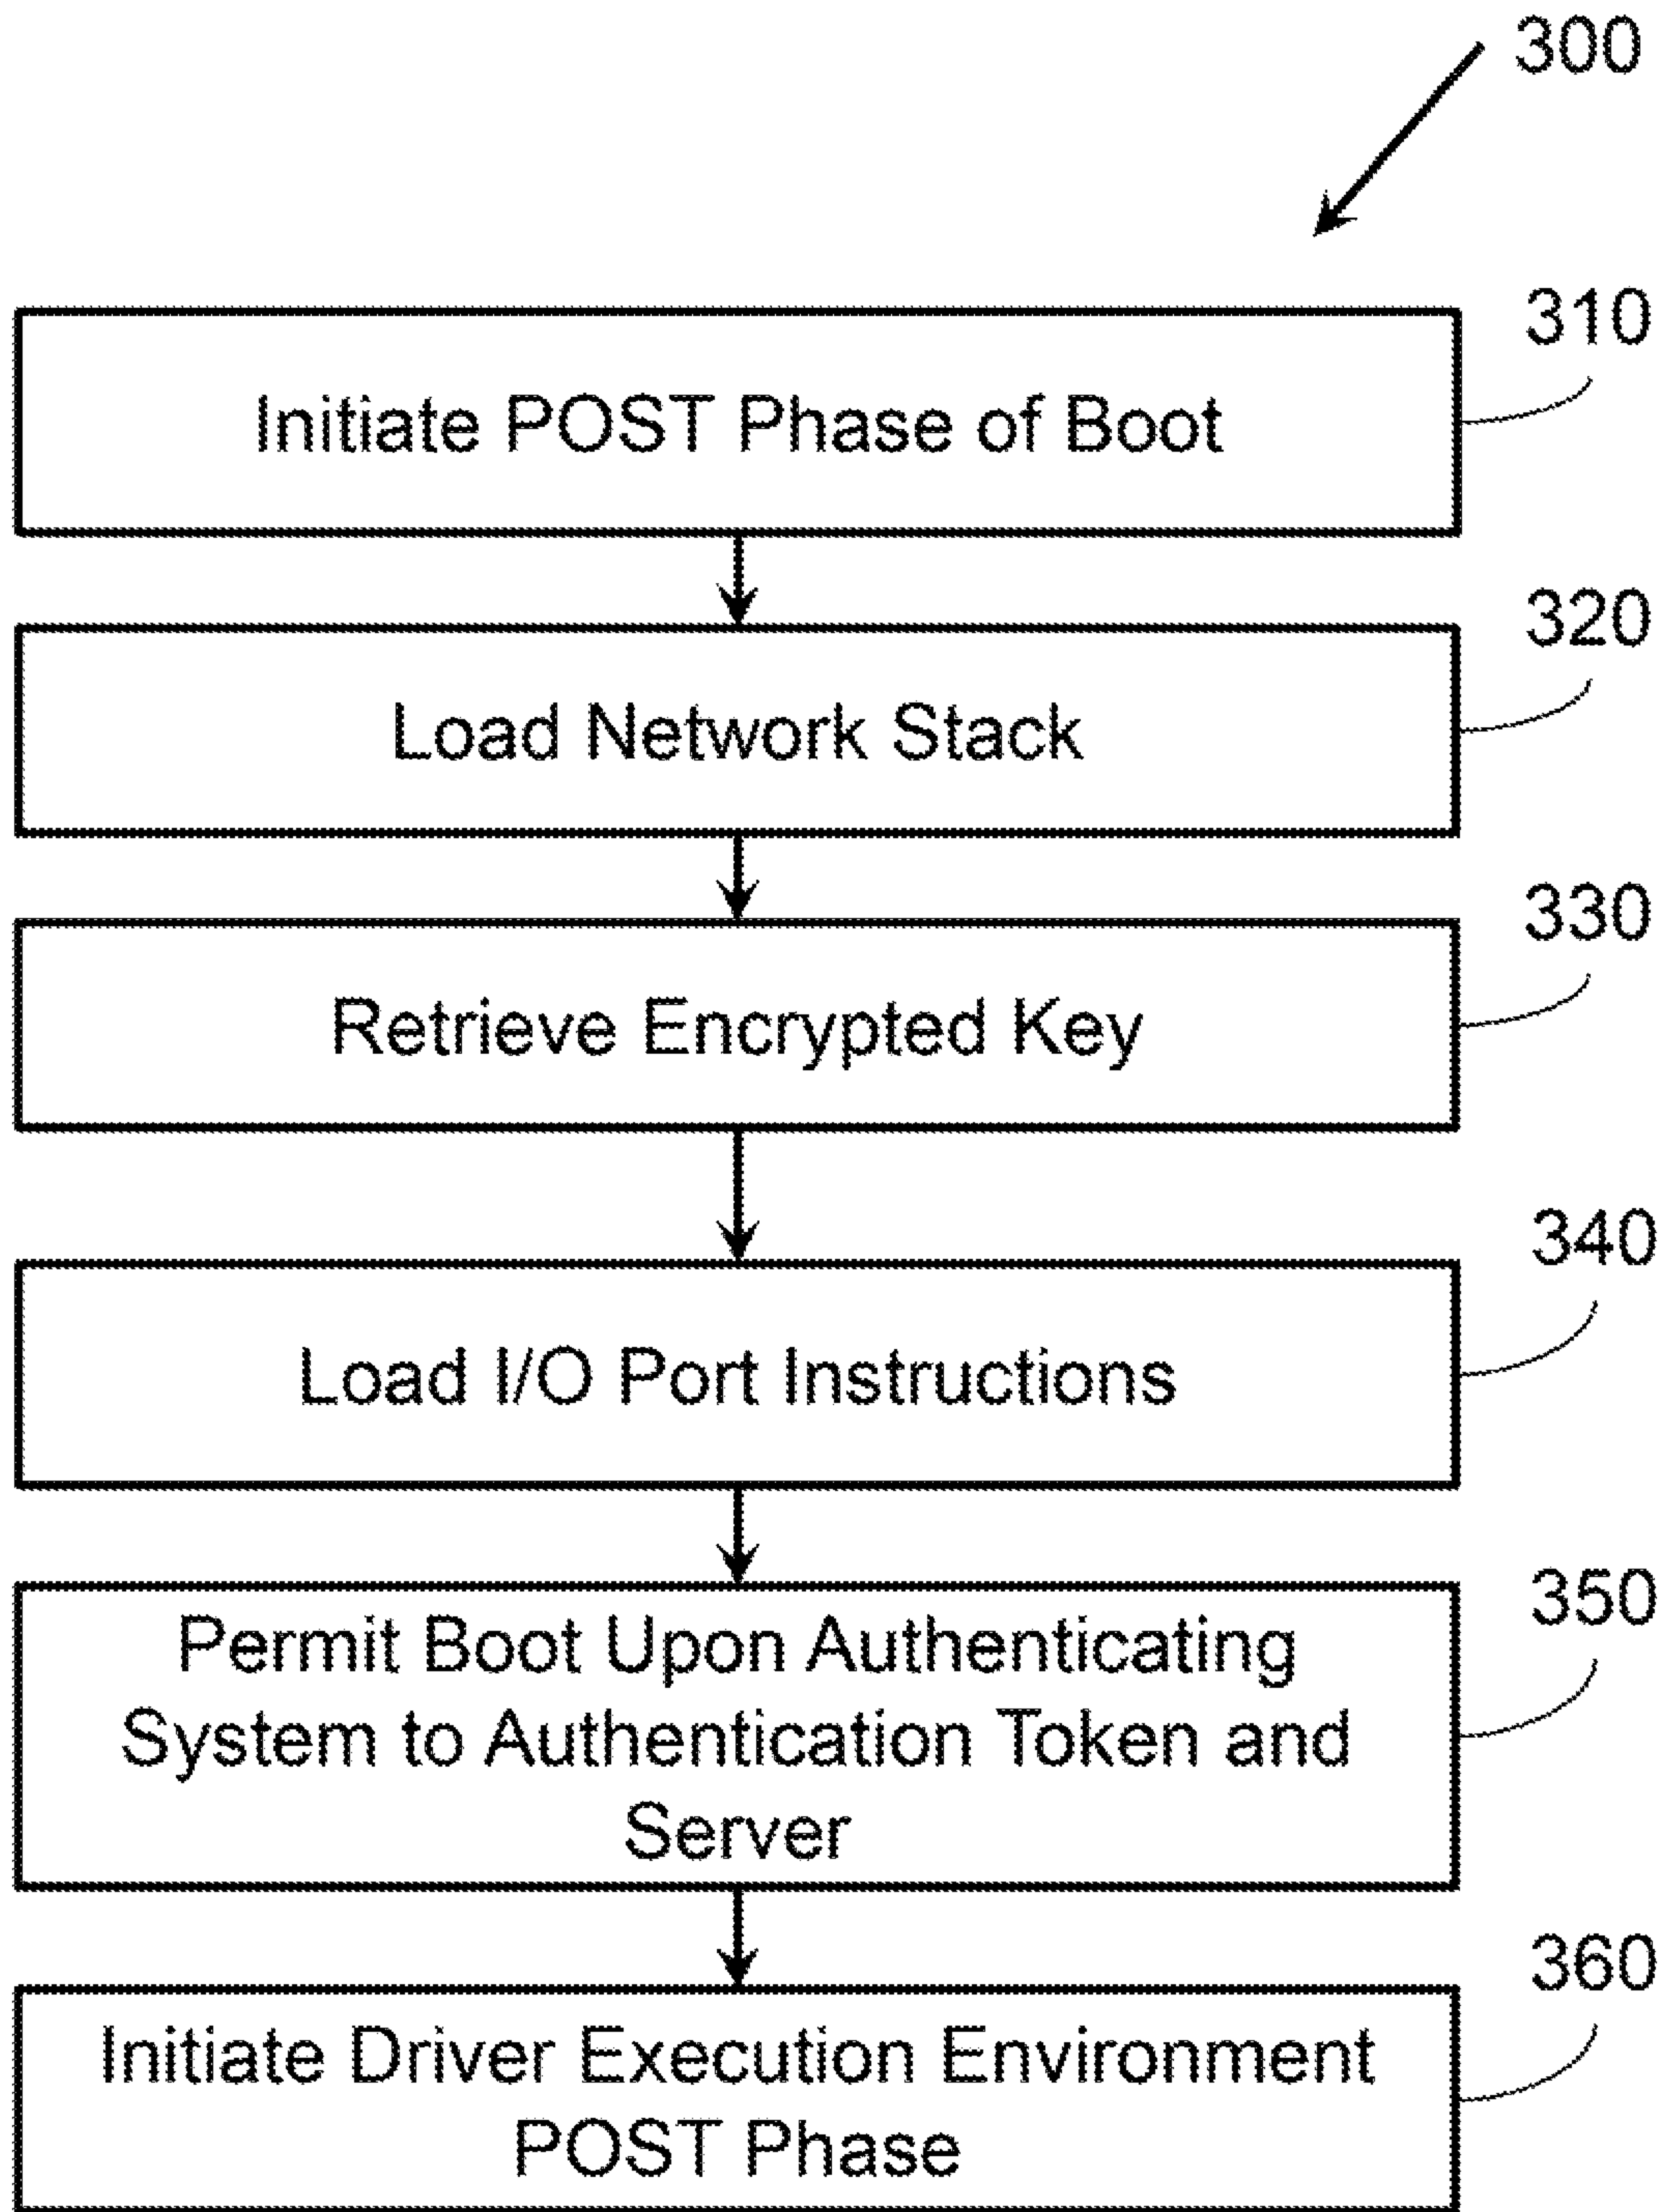 300
310
Initiate POST Phase of Boot
320
Load Network Stack
330
Retrieve Encrypted Key
340
Load I/O Port Instructions
350
Permit Boot Upon Authenticating
System to Authentication Token and
Server
360
Initiate Driver Execution Environment
POST Phase